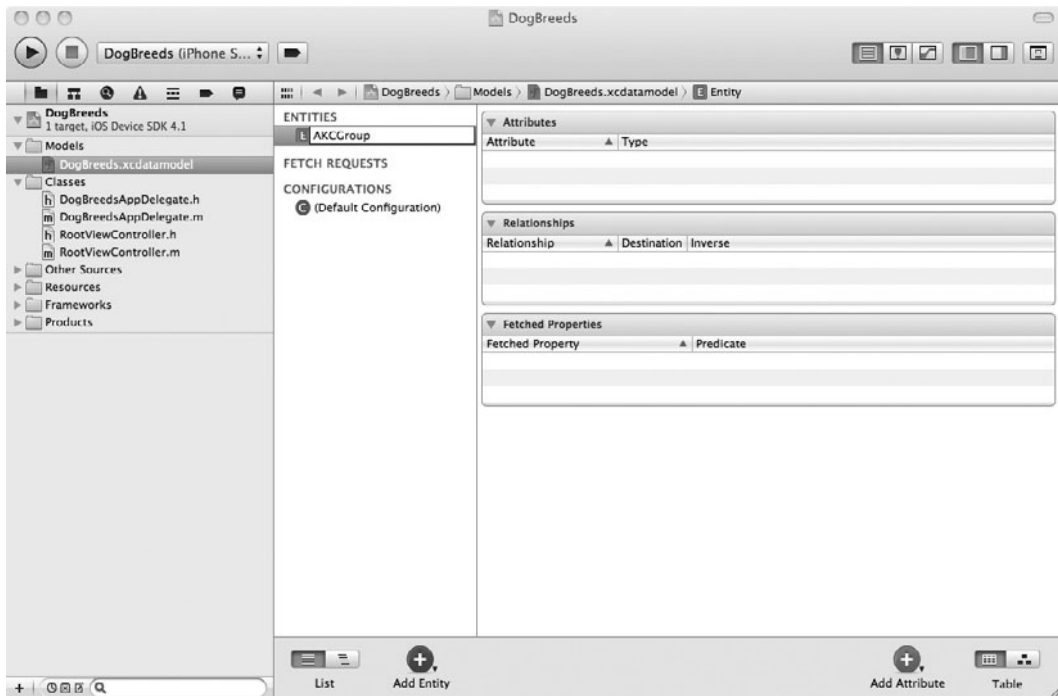 DogBreeds
DogBreeds (iPhone S...
DogBreeds
1 target, iOS Device SDK 4.1
Models
DogBreeds.xcdatamodel
Classes
h DogBreedsAppDelegate.h
m DogBreedsAppDelegate.m
h RootViewController.h
m RootViewController.m
Other Sources
Resources
Frameworks
Products
DogBreeds Models DogBreeds.xcdatamodel E Entity
ENTITIES
E AKCGroup
FETCH REQUESTS
CONFIGURATIONS
C (Default Configuration)
Attributes
Attribute Type
Relationships
Relationship Destination Inverse
Fetched Properties
Fetched Property Predicate
List Add Entity Add Attribute Table